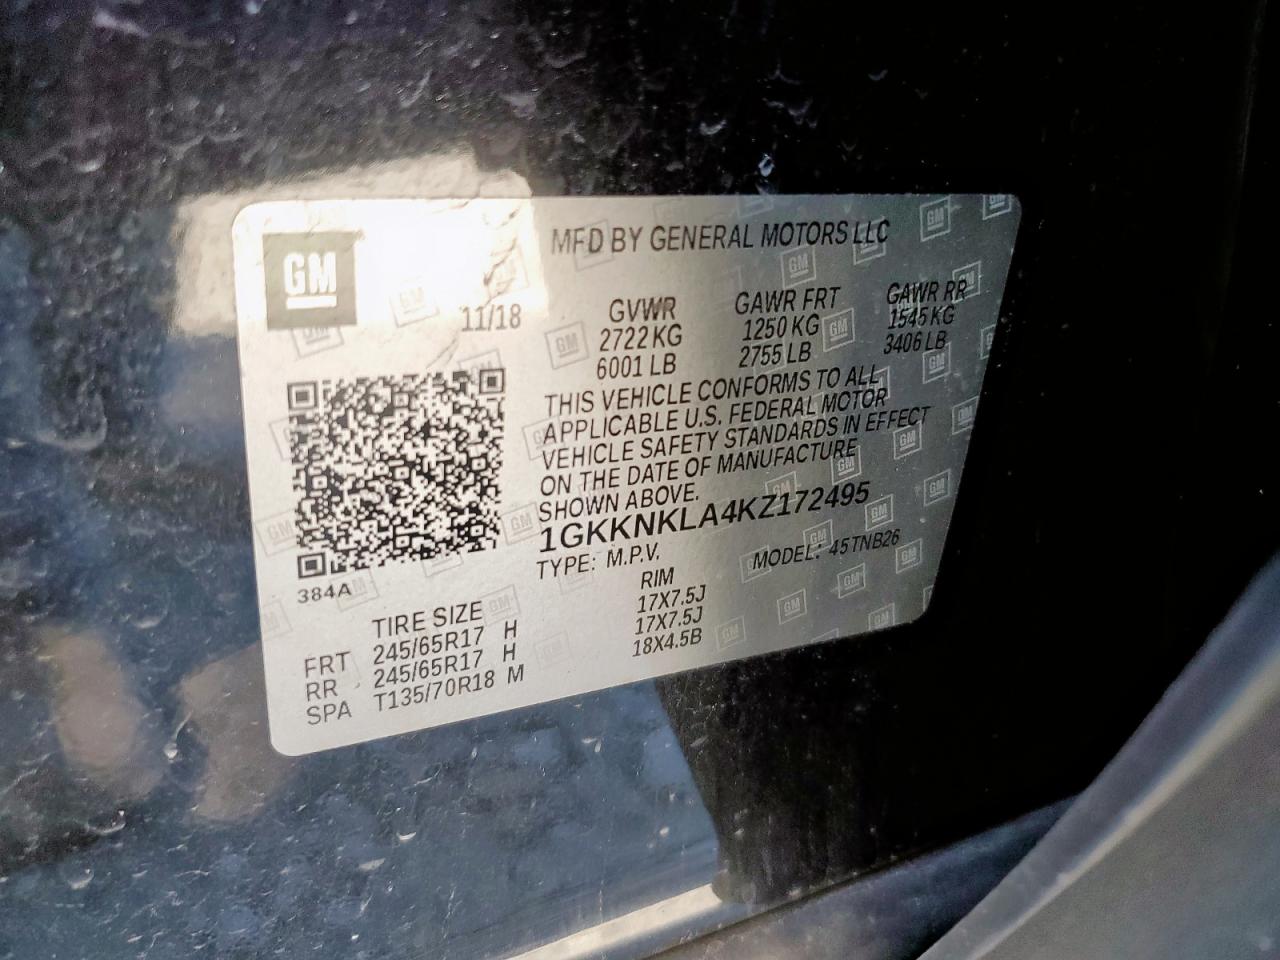 GM
MFD BY GENERAL MOTORS LLC
11/18
GVWR GAWR FRT GAWR RR
2722 KG 1250 KG 1545 KG
6001 LB 2755 LB 3406 LB
THIS VEHICLE CONFORMS TO ALL
APPLICABLE U.S. FEDERAL MOTOR
VEHICLE SAFETY STANDARDS IN EFFECT
ON THE DATE OF MANUFACTURE
SHOWN ABOVE.
1GKKNKLA4KZ172495
TYPE: M.P.V. MODEL: 45TNB26
384A
TIRE SIZE RIM
FRT 245/65R17 H 17X7.5J
RR 245/65R17 H 17X7.5J
SPA T135/70R18 M 18X4.5B